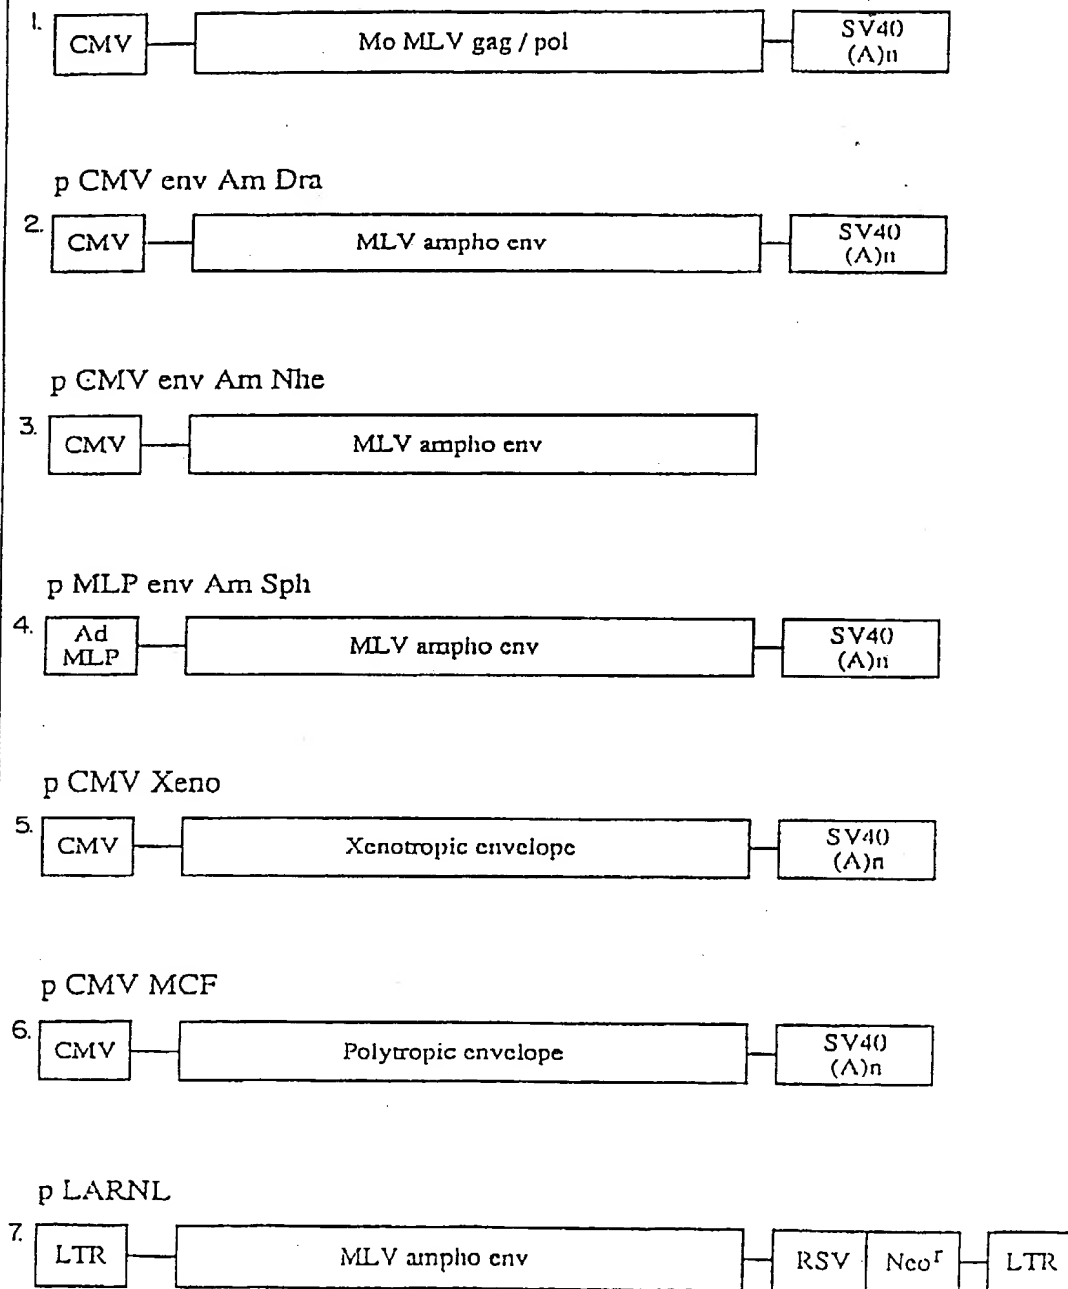 1.
CMV
Mo MLV gag / pol
SV40
(A)n
p CMV env Am Dra
2.
CMV
MLV ampho env
SV40
(A)n
p CMV env Am Nhe
3.
CMV
MLV ampho env
p MLP env Am Sph
4.
Ad
MLP
MLV ampho env
SV40
(A)n
p CMV Xeno
5.
CMV
Xenotropic envelope
SV40
(A)n
p CMV MCF
6.
CMV
Polytropic envelope
SV40
(A)n
p LARNL
7.
LTR
MLV ampho env
RSV
Neoʳ
LTR